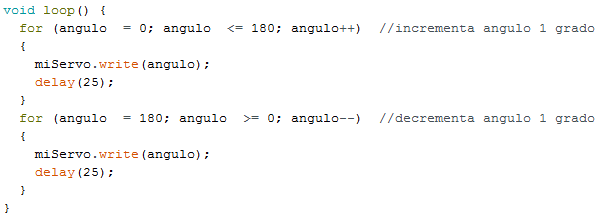 void loop() {
  for (angulo  = 0; angulo  <= 180; angulo++)  //incrementa angulo 1 grado
  {
    miServo.write(angulo);
    delay(25);
  }
  for (angulo  = 180; angulo  >= 0; angulo--)  //decrementa angulo 1 grado
  {
    miServo.write(angulo);
    delay(25);
  }
}